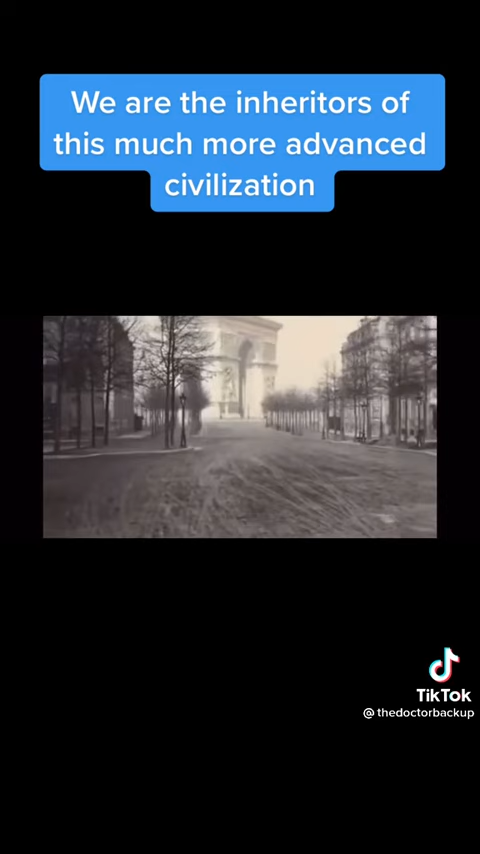 We are the inheritors of
this much more advanced
civilization
TikTok
@ thedoctorbackup